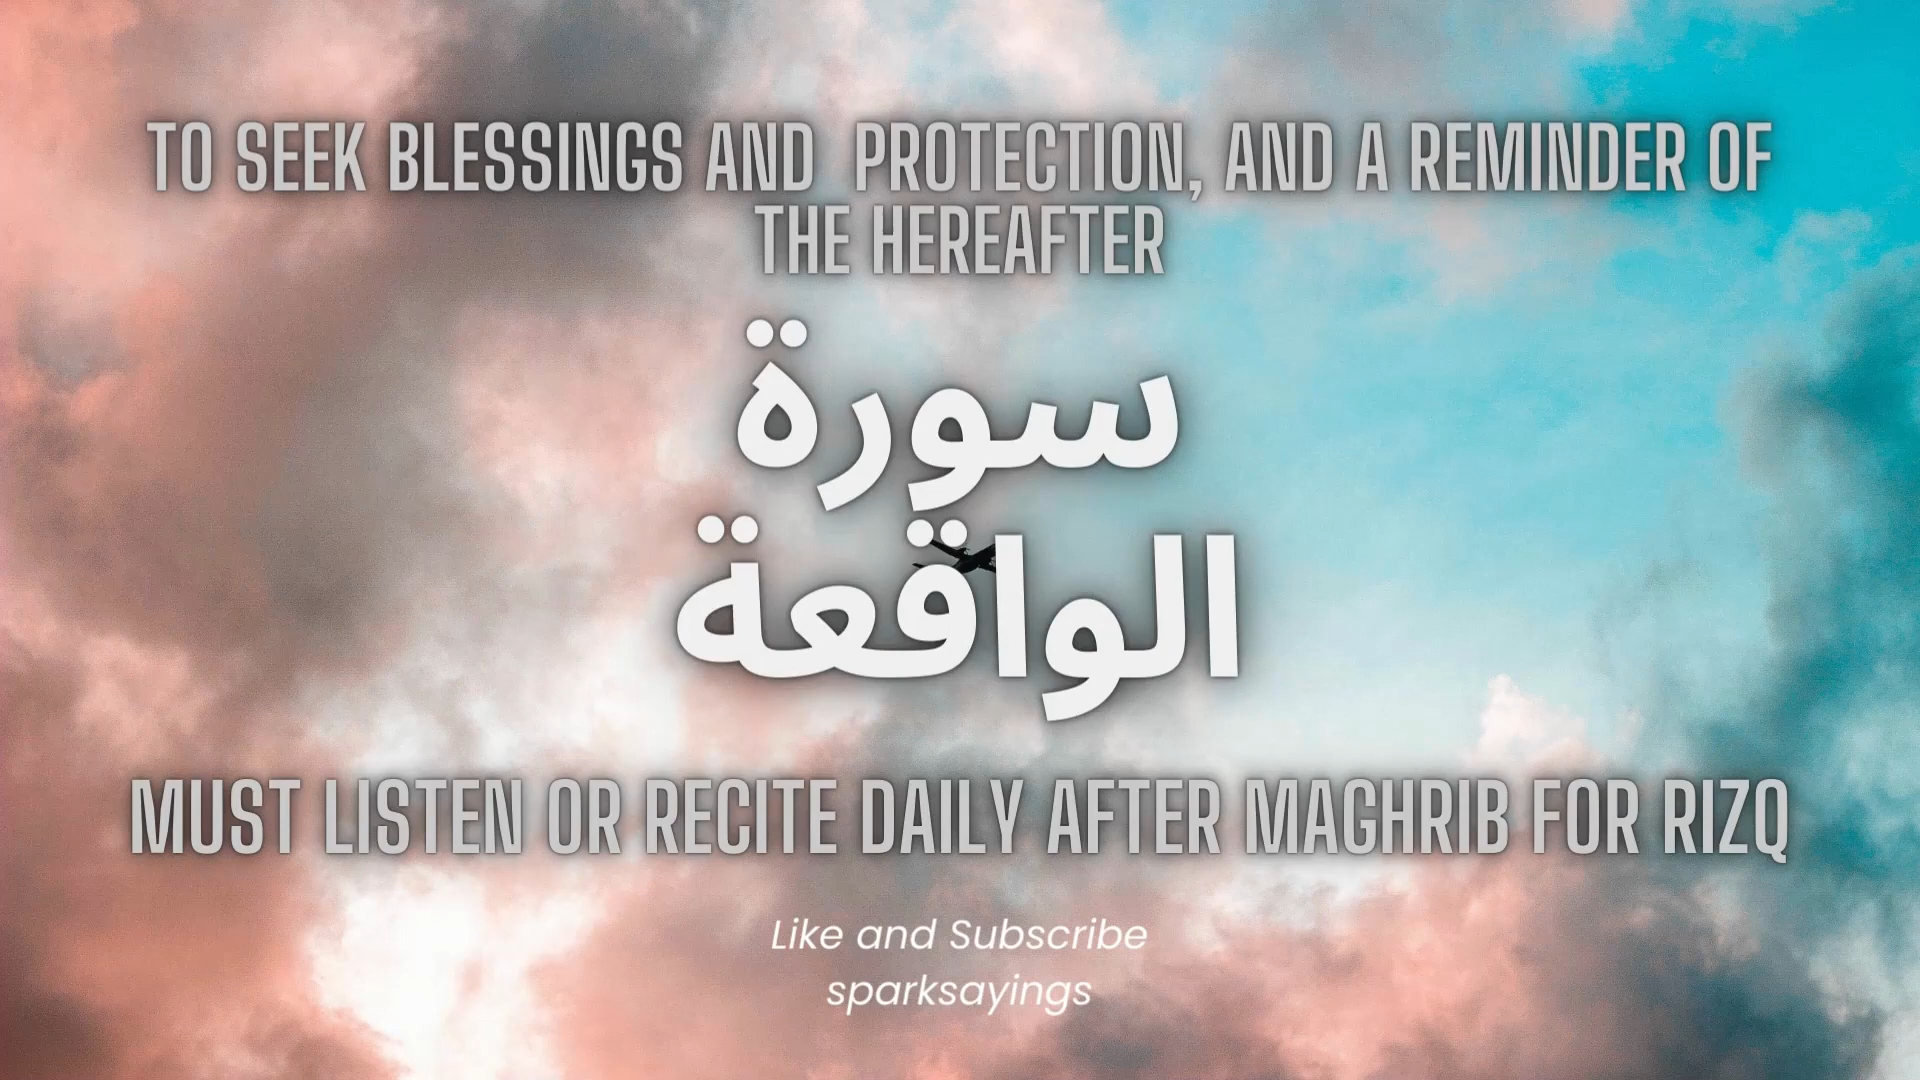 TO SEEK BLESSINGS AND  PROTECTION, AND A REMINDER OF
THE HEREAFTER
سورة
الواقعة
MUST LISTEN OR RECITE DAILY AFTER MAGHRIB FOR RIZQ
Like and Subscribe
sparksayings